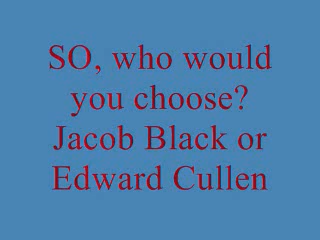 SO, who would
you choose?
Jacob Black or
Edward Cullen